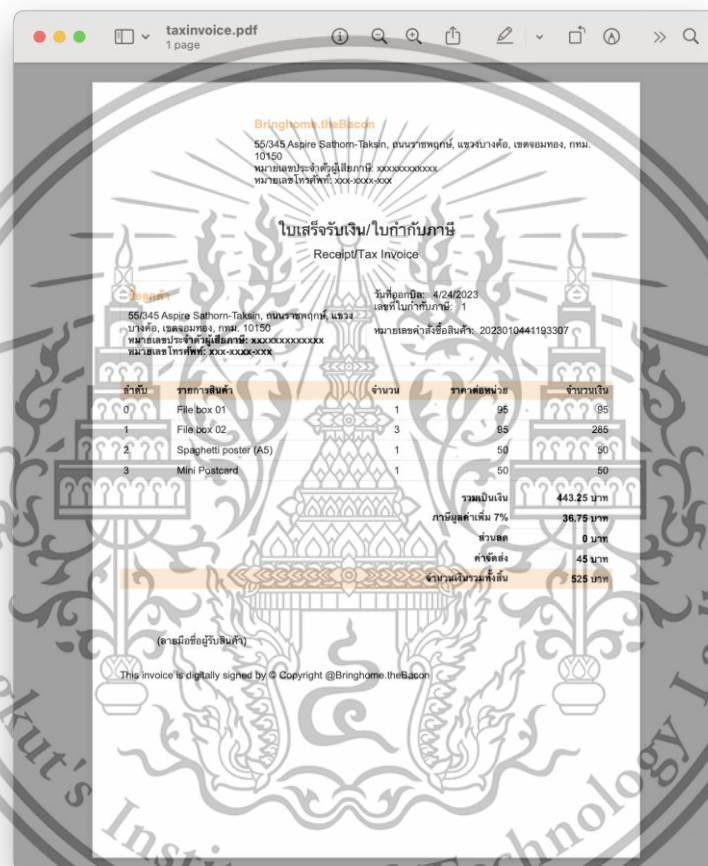 taxinvoice.pdf
1 page
Bringhome.theBacon
55/345 Aspire Sathorn-Taksin, ถนนราชพฤกษ์, แขวงบางค้อ, เขตจอมทอง, กทม.
10150
หมายเลขประจำตัวผู้เสียภาษี: xxxxxxxxxxx
หมายเลขโทรศัพท์: xxx-xxxx-xxx
ใบเสร็จรับเงิน/ใบกำกับภาษี
Receipt/Tax Invoice
วันที่ออกบิล: 4/24/2023
เลขที่ใบกำกับภาษี: 1
หมายเลขคำสั่งซื้อสินค้า: 2023010441193307
ชื่อลูกค้า
55/345 Aspire Sathorn-Taksin, ถนนราชพฤกษ์, แขวง
บางค้อ, เขตจอมทอง, กทม. 10150
หมายเลขประจำตัวผู้เสียภาษี: xxxxxxxxxxxxx
หมายเลขโทรศัพท์: xxx-xxxx-xxx
ลำดับ รายการสินค้า จำนวน ราคาต่อหน่วย จำนวนเงิน
0 File box 01 1 95 95
1 File box 02 3 95 285
2 Spaghetti poster (A5) 1 50 50
3 Mini Postcard 1 50 50
รวมเป็นเงิน 443.25 บาท
ภาษีมูลค่าเพิ่ม 7% 36.75 บาท
ส่วนลด 0 บาท
ค่าจัดส่ง 45 บาท
จำนวนเงินรวมทั้งสิ้น 525 บาท
(ลายมือชื่อผู้รับสินค้า)
This invoice is digitally signed by © Copyright @Bringhome.theBacon